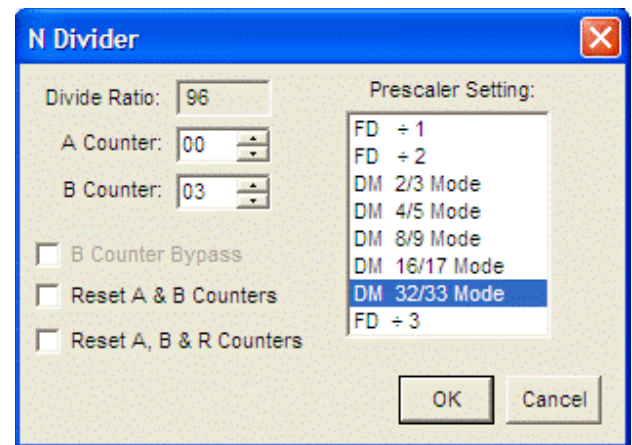 N Divider
Divide Ratio: 96
A Counter: 00
B Counter: 03
B Counter Bypass
Reset A & B Counters
Reset A, B & R Counters
Prescaler Setting:
FD ÷ 1
FD ÷ 2
DM 2/3 Mode
DM 4/5 Mode
DM 8/9 Mode
DM 16/17 Mode
DM 32/33 Mode
FD ÷ 3
OK
Cancel